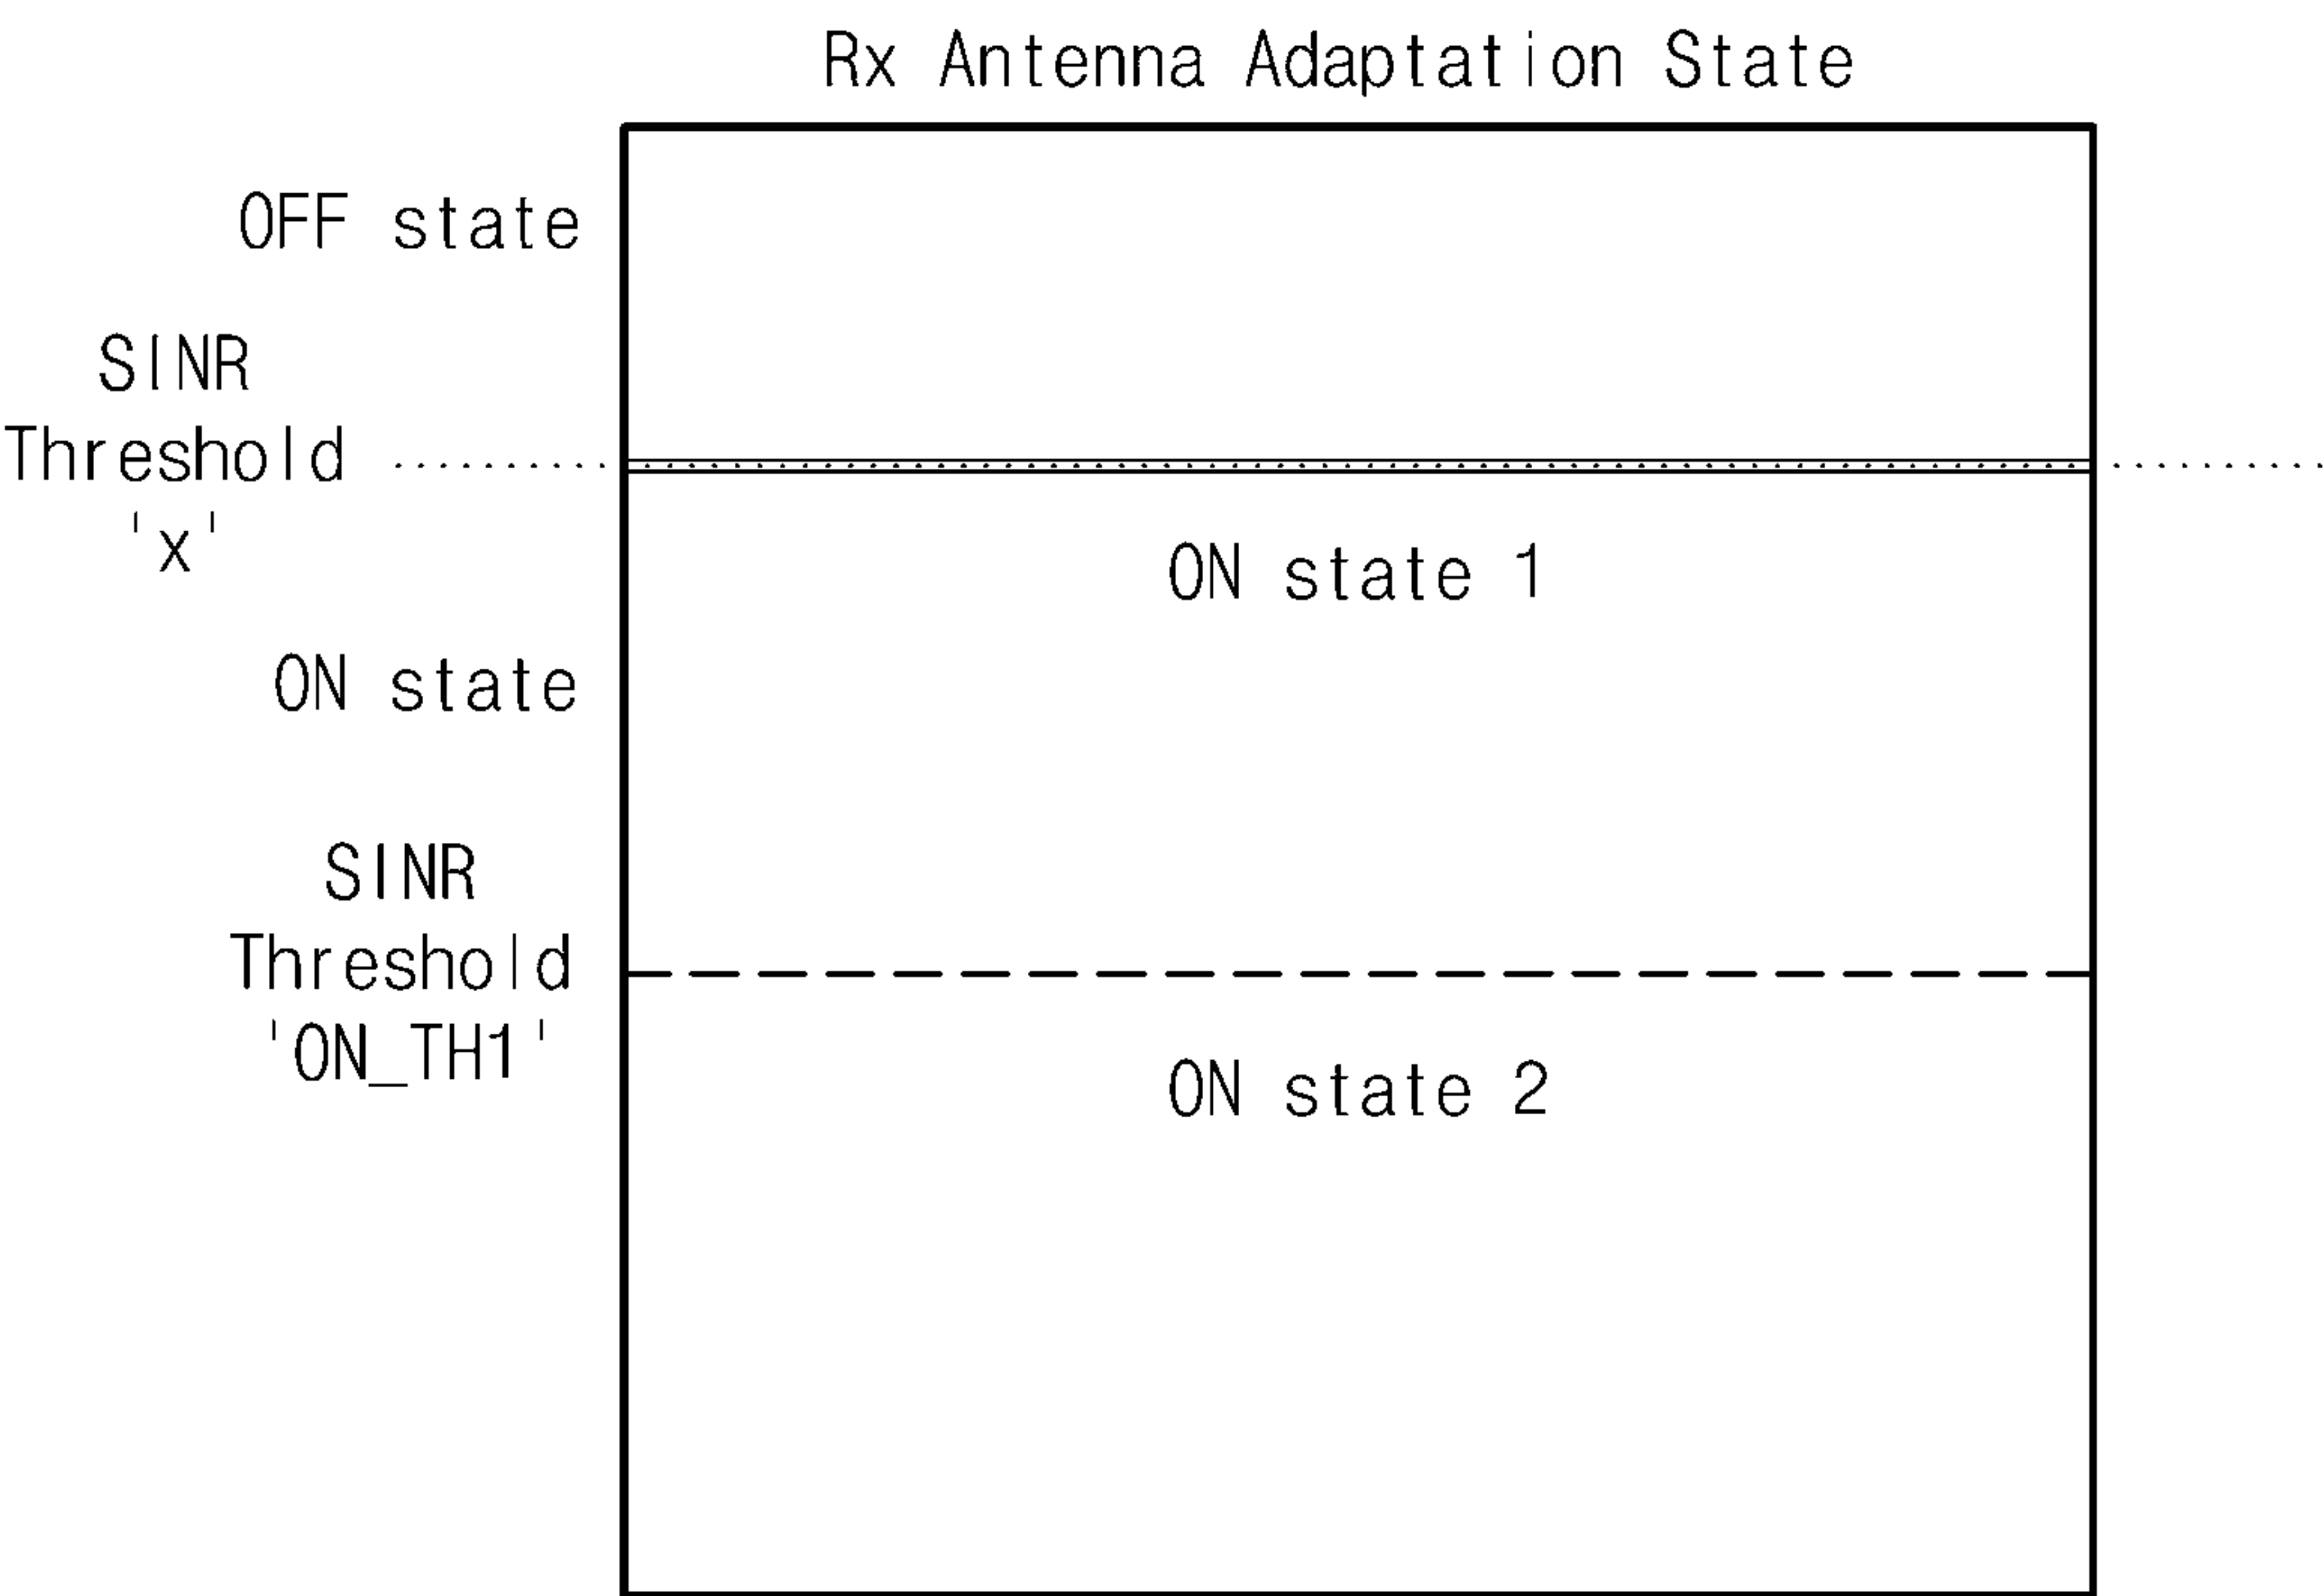 Rx Antenna Adaptation State
OFF state
SINR
Threshold
'x'
ON state 1
ON state
SINR
Threshold
'ON_TH1'
ON state 2